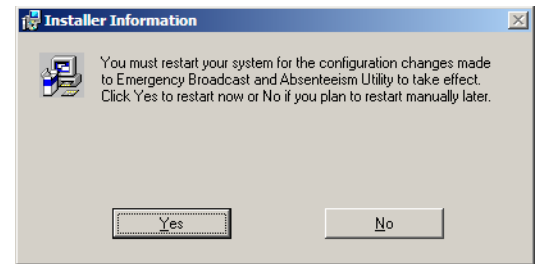 Installer Information
You must restart your system for the configuration changes made
to Emergency Broadcast and Absenteeism Utility to take effect.
Click Yes to restart now or No if you plan to restart manually later.
Yes
No